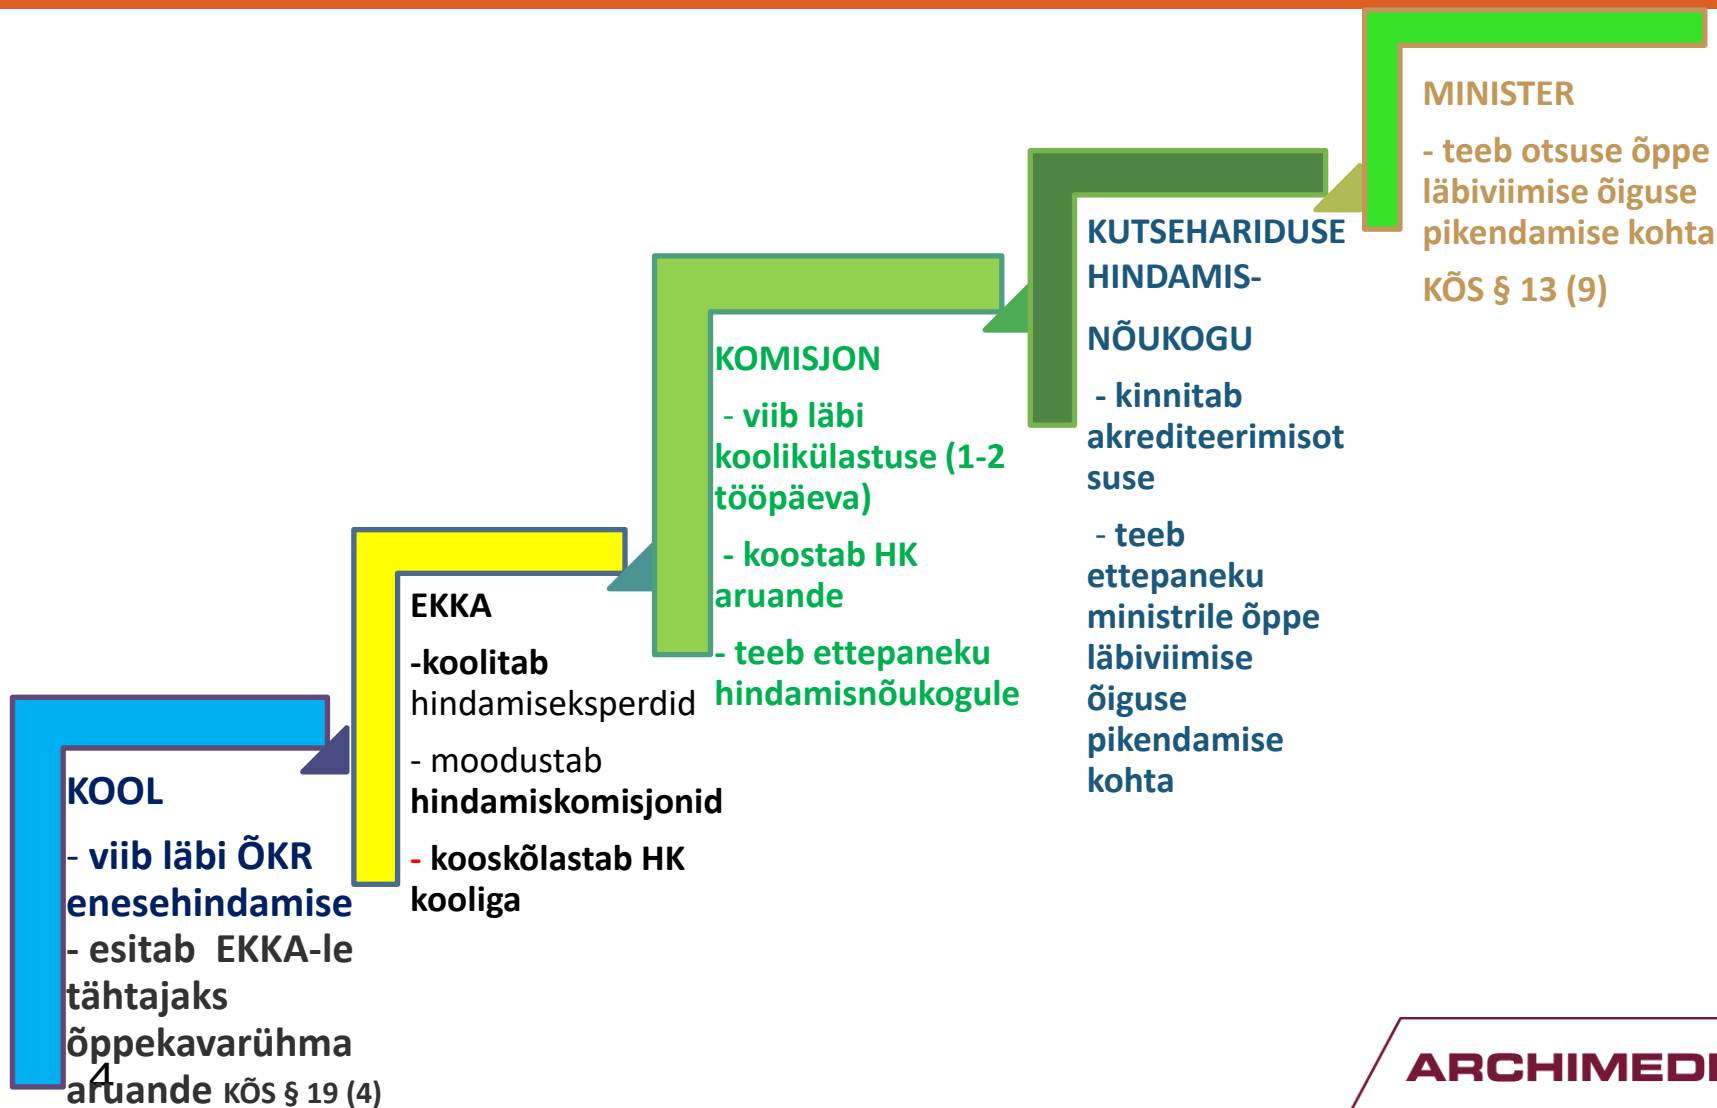 KOOL
- viib läbi ÕKR
enesehindamise
- esitab EKKA-le
tähtajaks
õppekavarühma
aruande KÕS § 19 (4)
4
EKKA
-koolitab
hindamiseksperdid
- moodustab
hindamiskomisjonid
- kooskõlastab HK
kooliga
KOMISJON
- viib läbi
koolikülastuse (1-2
tööpäeva)
- koostab HK
aruande
- teeb ettepaneku
hindamisnõukogule
KUTSEHARIDUSE
HINDAMIS-
NÕUKOGU
- kinnitab
akrediteerimisot
suse
- teeb
ettepaneku
ministrile õppe
läbiviimise
õiguse
pikendamise
kohta
MINISTER
- teeb otsuse õppe
läbiviimise õiguse
pikendamise kohta
KÕS § 13 (9)
ARCHIMED